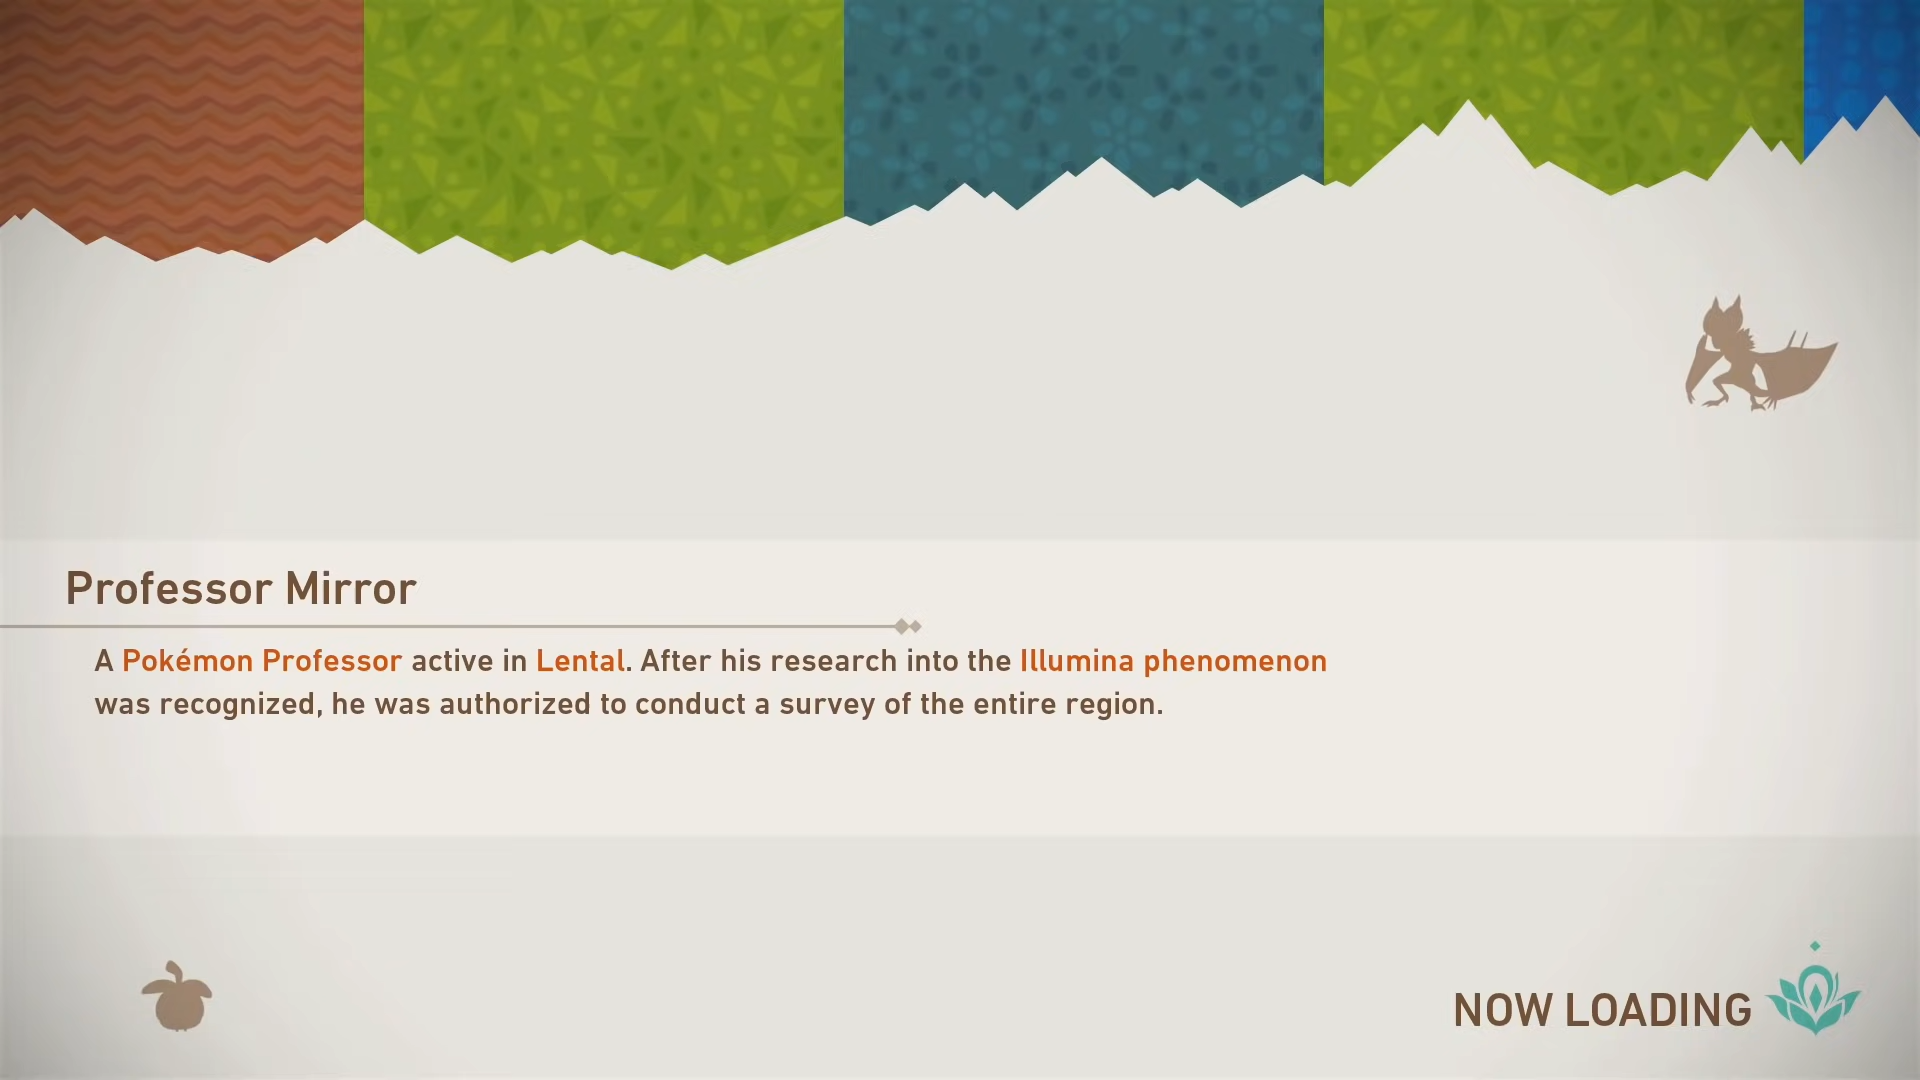 Professor Mirror
A Pokémon Professor active in Lental. After his research into the Illumina phenomenon
was recognized, he was authorized to conduct a survey of the entire region.
NOW LOADING